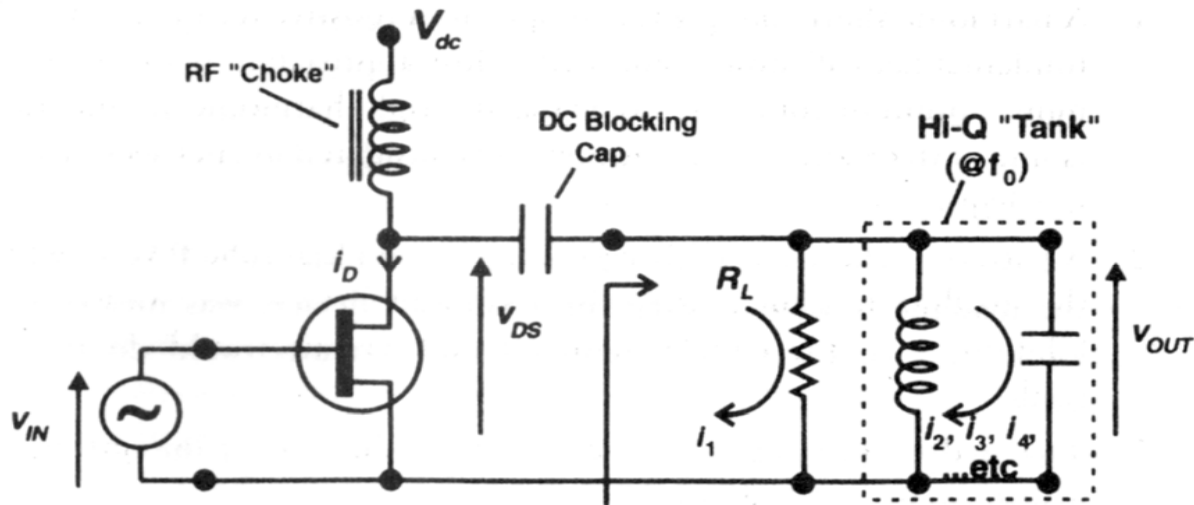 V_dc
RF "Choke"
DC Blocking
Cap
Hi-Q "Tank"
(@f_0)
i_D
v_DS
R_L
v_OUT
v_IN
~
i_1
i_2, i_3, i_4,
...etc